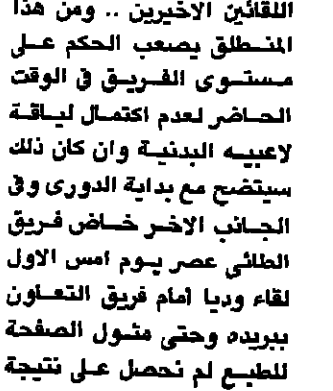 اللقائين الاخيرين .. ومن هذا
المنطلق يصعب الحكم على
مستوى الفريق في الوقت
الحاضر لعدم اكتمال لياقة
لاعبيه البدنية وان كان ذلك
سيتضح مع بداية الدورى وفي
الجانب الاخر خاض فريق
الطائي عصر يوم امس الاول
لقاء وديا أمام فريق التعاون
ببريده وحتى مثول الصفحة
للطبع لم نحصل على نتيجة